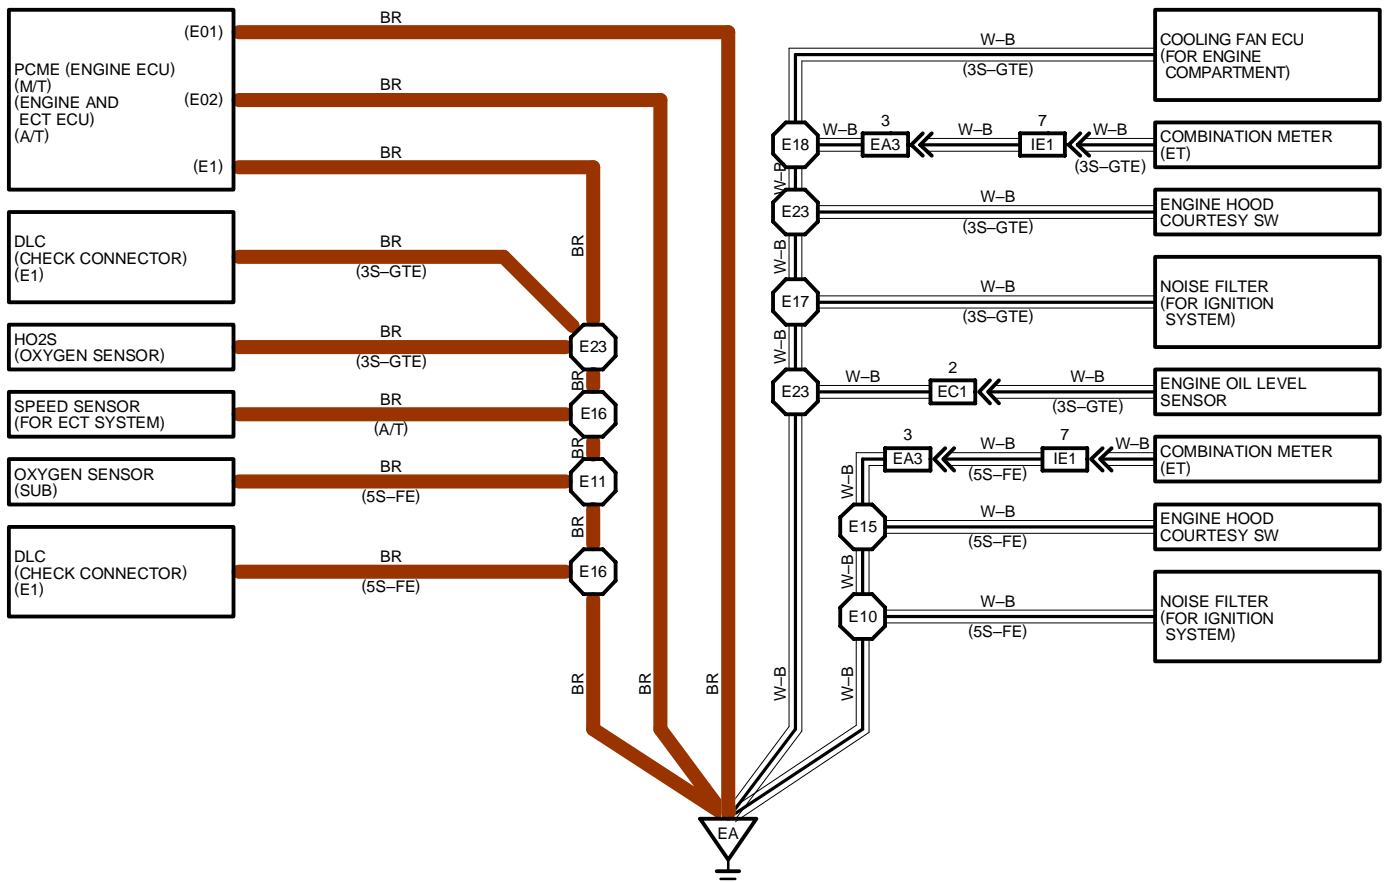 PCME (ENGINE ECU)
(M/T)
(ENGINE AND
ECT ECU)
(A/T)
(E01)
(E02)
(E1)
BR
BR
BR
DLC
(CHECK CONNECTOR)
(E1)
BR
(3S–GTE)
HO2S
(OXYGEN SENSOR)
BR
(3S–GTE)
SPEED SENSOR
(FOR ECT SYSTEM)
BR
(A/T)
OXYGEN SENSOR
(SUB)
BR
(5S–FE)
DLC
(CHECK CONNECTOR)
(E1)
BR
(5S–FE)
BR
E23
BR
E16
BR
E11
BR
E16
BR
BR
BR
W–B
(3S–GTE)
COOLING FAN ECU
(FOR ENGINE
COMPARTMENT)
E18
W–B
3
EA3
W–B
7
IE1
W–B
(3S–GTE)
COMBINATION METER
(ET)
W–B
E23
W–B
(3S–GTE)
ENGINE HOOD
COURTESY SW
W–B
E17
W–B
(3S–GTE)
NOISE FILTER
(FOR IGNITION
SYSTEM)
W–B
E23
W–B
2
EC1
W–B
(3S–GTE)
ENGINE OIL LEVEL
SENSOR
3
EA3
W–B
(5S–FE)
7
IE1
W–B
COMBINATION METER
(ET)
W–B
E15
W–B
(5S–FE)
ENGINE HOOD
COURTESY SW
W–B
E10
W–B
(5S–FE)
NOISE FILTER
(FOR IGNITION
SYSTEM)
W–B
W–B
EA